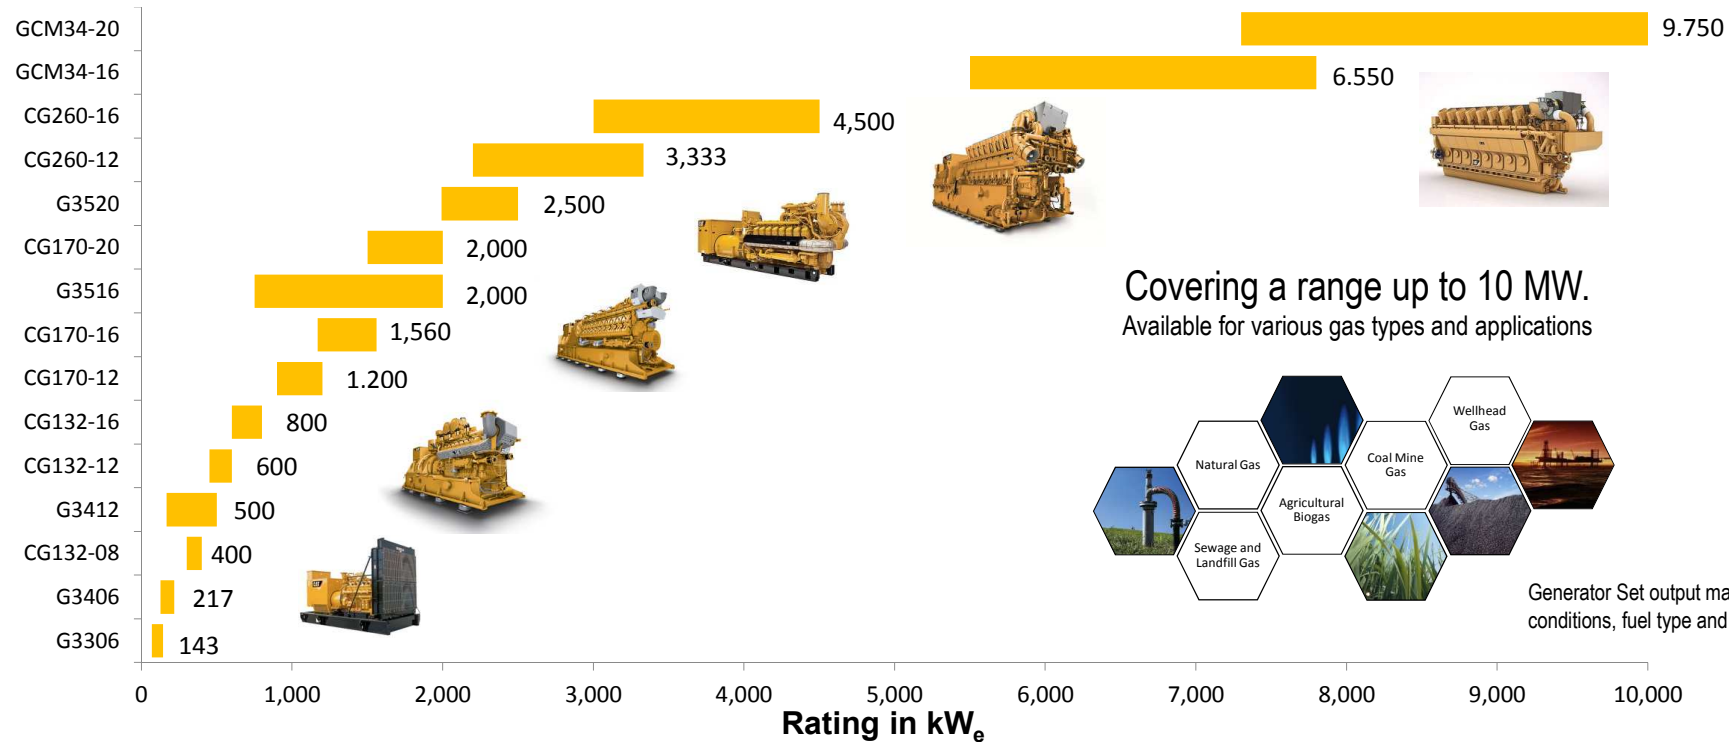 GCM34-20
9.750
GCM34-16
6.550
CG260-16
4,500
CG260-12
3,333
G3520
2,500
CG170-20
2,000
G3516
2,000
CG170-16
1,560
CG170-12
1.200
CG132-16
800
CG132-12
600
G3412
500
CG132-08
400
G3406
217
G3306
143
0
1,000
2,000
3,000
4,000
5,000
6,000
7,000
8,000
9,000
10,000
Rating in kWe
Covering a range up to 10 MW.
Available for various gas types and applications
Wellhead
Gas
Natural Gas
Coal Mine
Gas
Agricultural
Biogas
Sewage and
Landfill Gas
Generator Set output ma
conditions, fuel type and
CAT